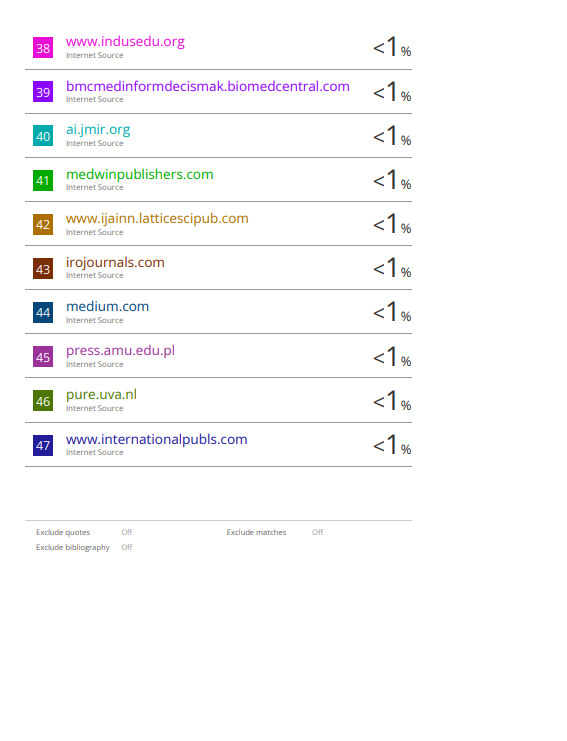 38 www.indusedu.org <1%
Internet Source
39 bmcmedinformdecismak.biomedcentral.com <1%
Internet Source
40 ai.jmir.org <1%
Internet Source
41 medwinpublishers.com <1%
Internet Source
42 www.ijainn.latticescipub.com <1%
Internet Source
43 irojournals.com <1%
Internet Source
44 medium.com <1%
Internet Source
45 press.amu.edu.pl <1%
Internet Source
46 pure.uva.nl <1%
Internet Source
47 www.internationalpubls.com <1%
Internet Source
Exclude quotes Off Exclude matches Off
Exclude bibliography Off